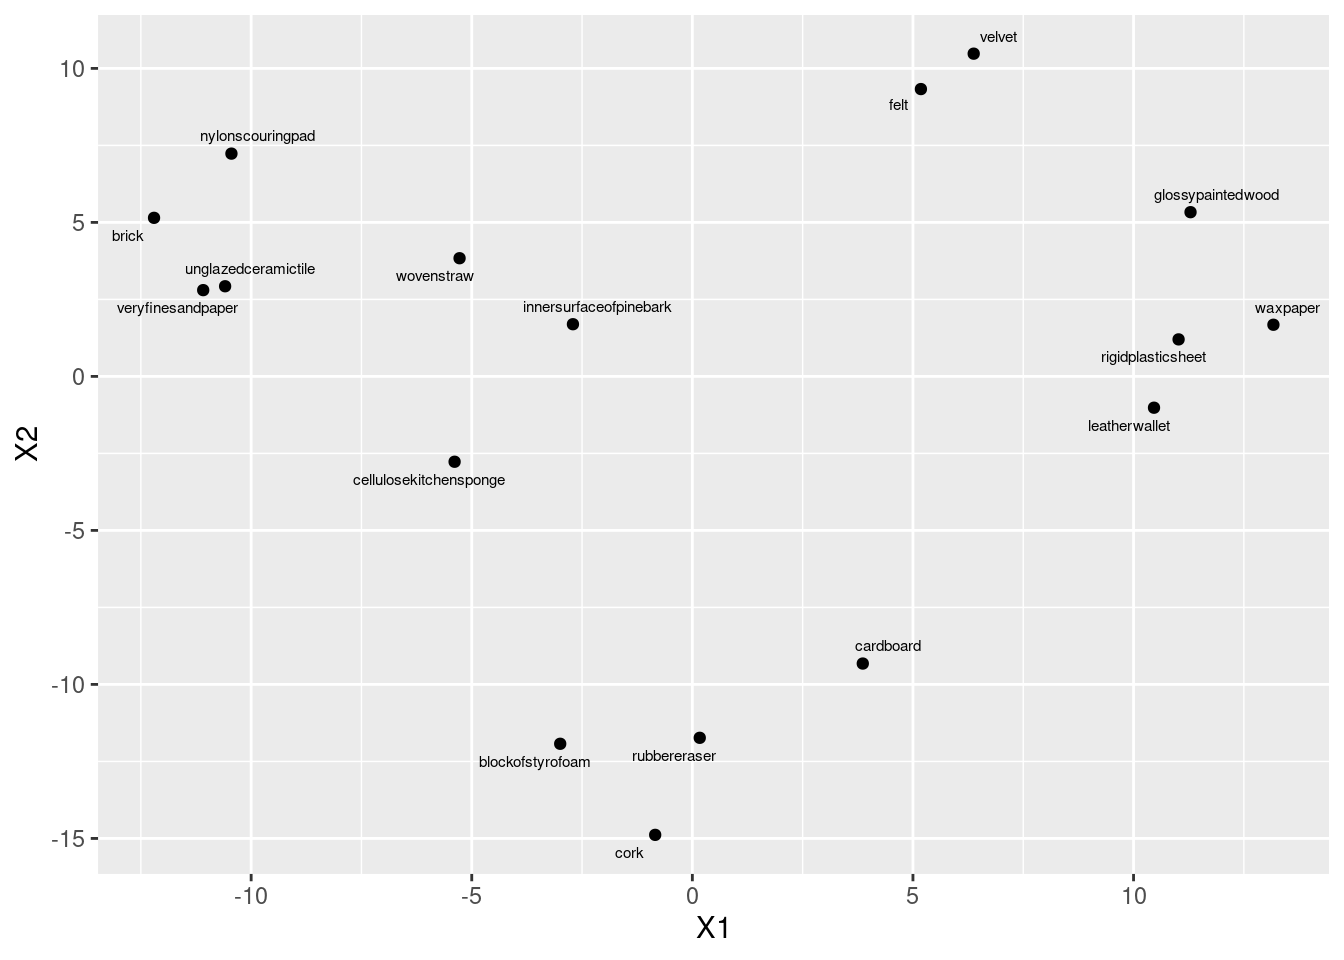 velvet
10
felt
nylonscouringpad
glossypaintedwood
5
brick
unglazedceramictile
wovenstraw
veryfinesandpaper
innersurfaceofpinebark
waxpaper
rigidplasticsheet
0
leatherwallet
X2
cellulosekitchensponge
-5
cardboard
-10
rubbereraser
blockofstyrofoam
-15
cork
-10 -5 0 5 10
X1